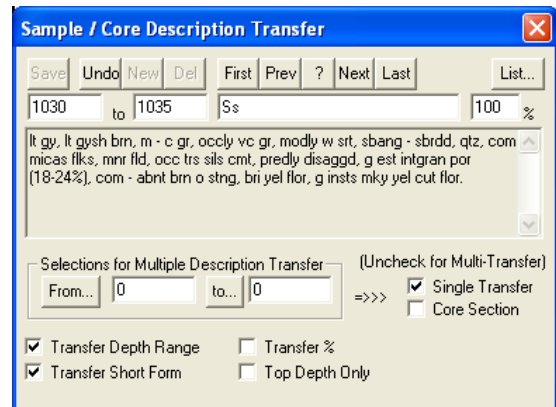 Sample / Core Description Transfer
Save Undo New Del First Prev ? Next Last List...
1030 to 1035 Ss 100 %
lt gy, lt gysh brn, m - c gr, occly vc gr, modly w srt, sbang - sbrdd, qtz, com
micas flks, mnr fld, occ trs sils cmt, predly disaggd, g est intgran por
(18-24%), com - abnt brn o stng, bri yel flor, g insts mky yel cut flor.
Selections for Multiple Description Transfer (Uncheck for Multi-Transfer)
From... 0 to... 0 =>>> Single Transfer
Core Section
Transfer Depth Range Transfer %
Transfer Short Form Top Depth Only